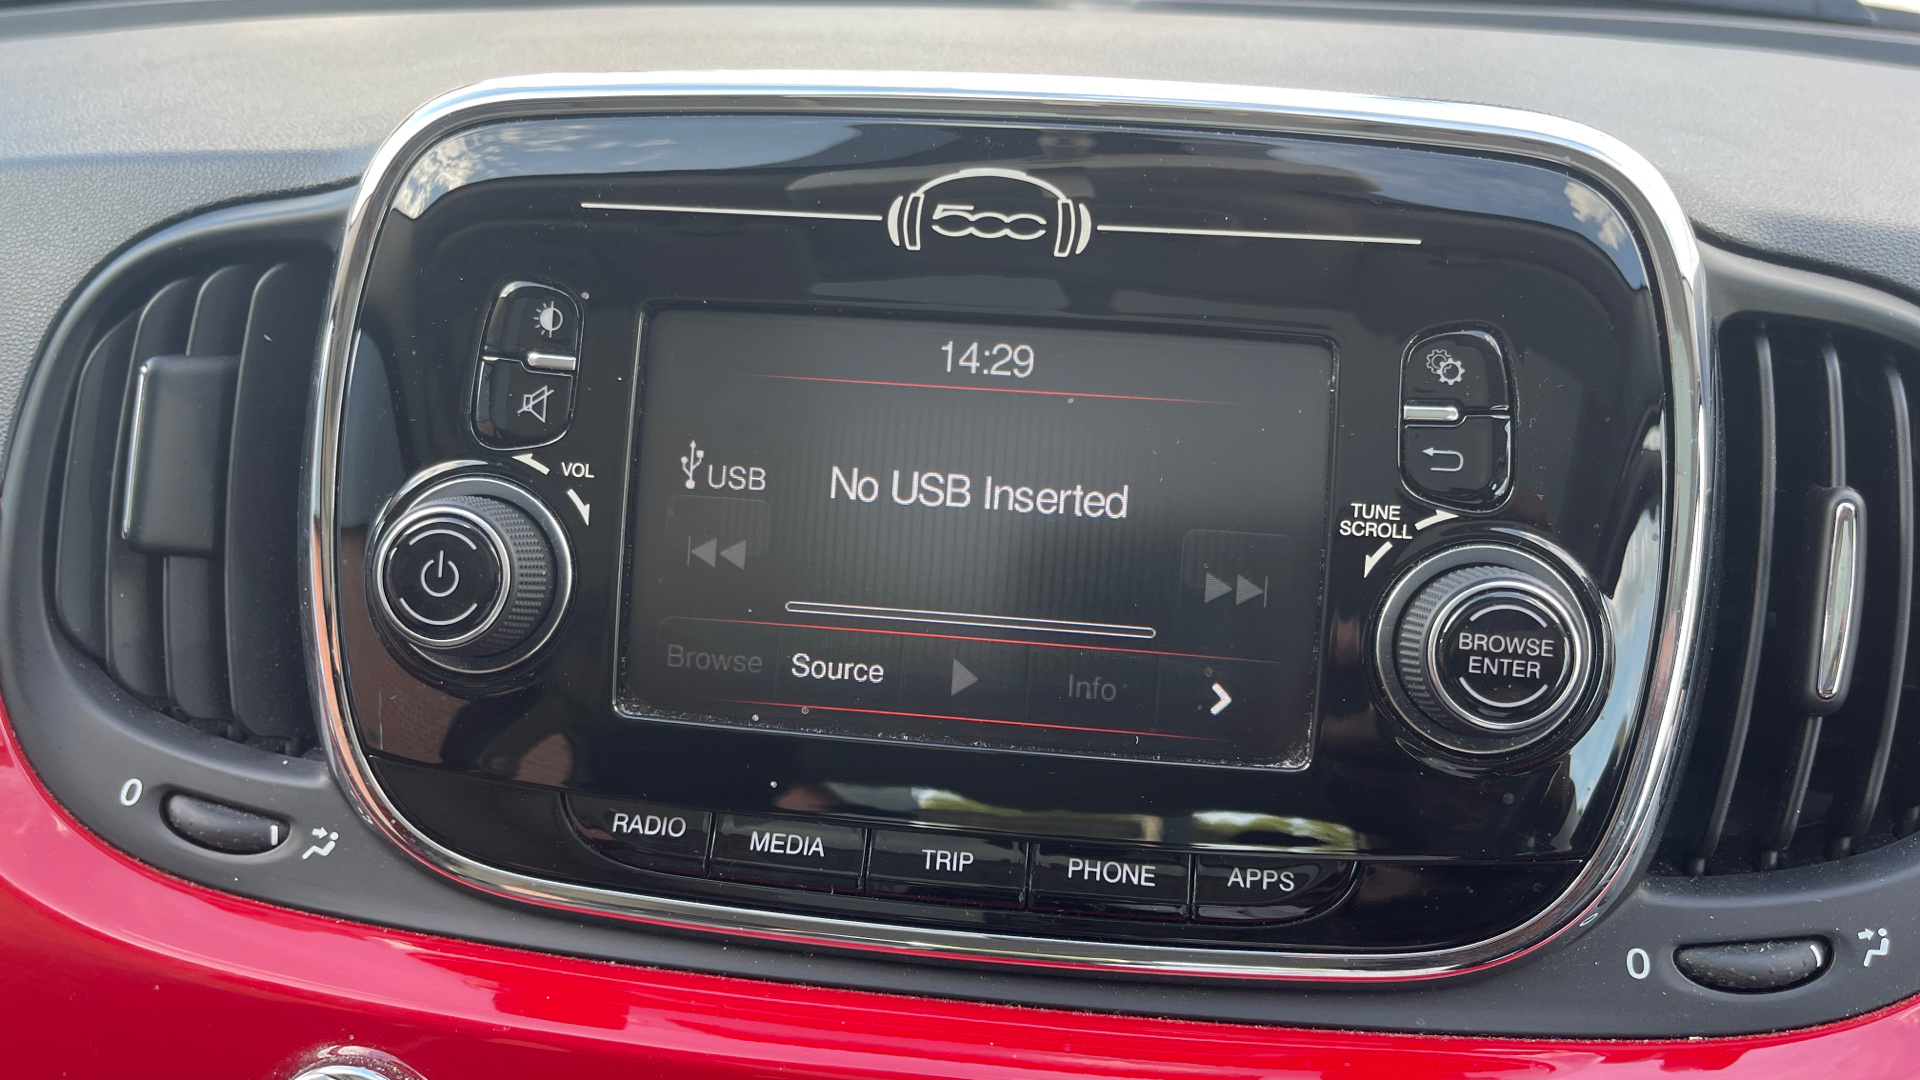 500
14:29
VOL
USB
No USB Inserted
TUNE
SCROLL
BROWSE
ENTER
Browse
Source
Info
RADIO
MEDIA
TRIP
PHONE
APPS
0
0